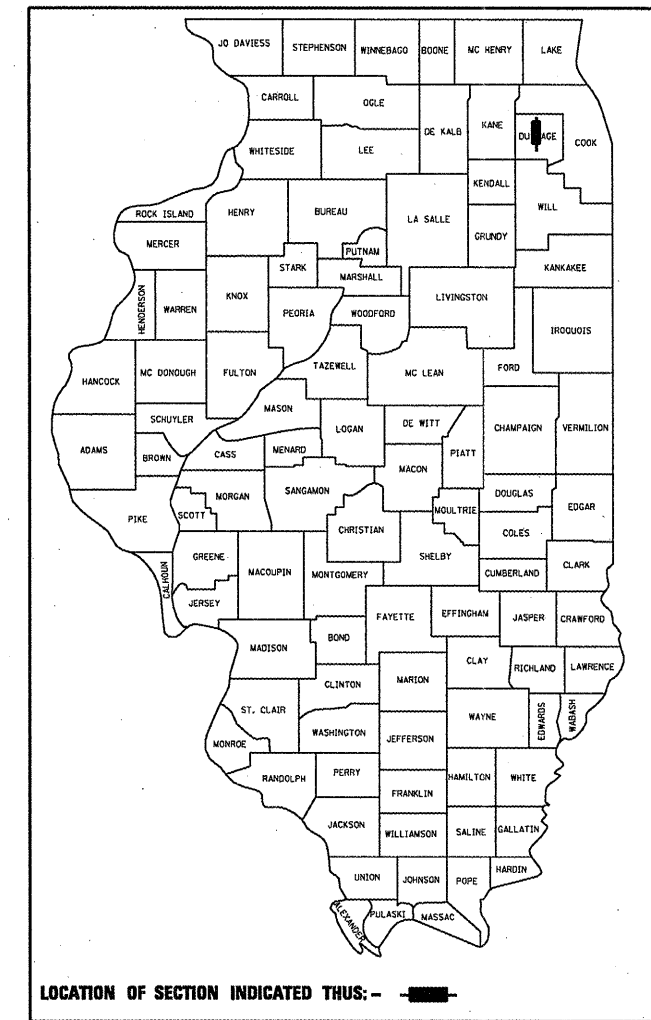 JO DAVIESS STEPHENSON WINNEBAGO BOONE MC HENRY LAKE
CARROLL OGLE DE KALB KANE DU AGE COOK
WHITESIDE LEE
KENDALL
ROCK ISLAND HENRY BUREAU LA SALLE WILL
MERCER PUTNAM GRUNDY
STARK MARSHALL KANKAKEE
HENDERSON WARREN KNOX PEORIA WOODFORD LIVINGSTON IROQUOIS
HANCOCK MC DONOUGH FULTON TAZEWELL MC LEAN FORD
SCHUYLER MASON LOGAN DE WITT CHAMPAIGN VERMILION
ADAMS BROWN CASS MENARD MACON PIATT
PIKE SCOTT MORGAN SANGAMON MOULTRIE DOUGLAS EDGAR
CHRISTIAN COLES
CALHOUN GREENE MACOUPIN MONTGOMERY SHELBY CUMBERLAND CLARK
JERSEY FAYETTE EFFINGHAM JASPER CRAWFORD
MADISON BOND CLAY RICHLAND LAWRENCE
ST. CLAIR CLINTON MARION WAYNE EDWARDS WABASH
MONROE WASHINGTON JEFFERSON
RANDOLPH PERRY FRANKLIN HAMILTON WHITE
JACKSON WILLIAMSON SALINE GALLATIN
UNION JOHNSON POPE HARDIN
ALEXANDER PULASKI MASSAC
LOCATION OF SECTION INDICATED THUS: -